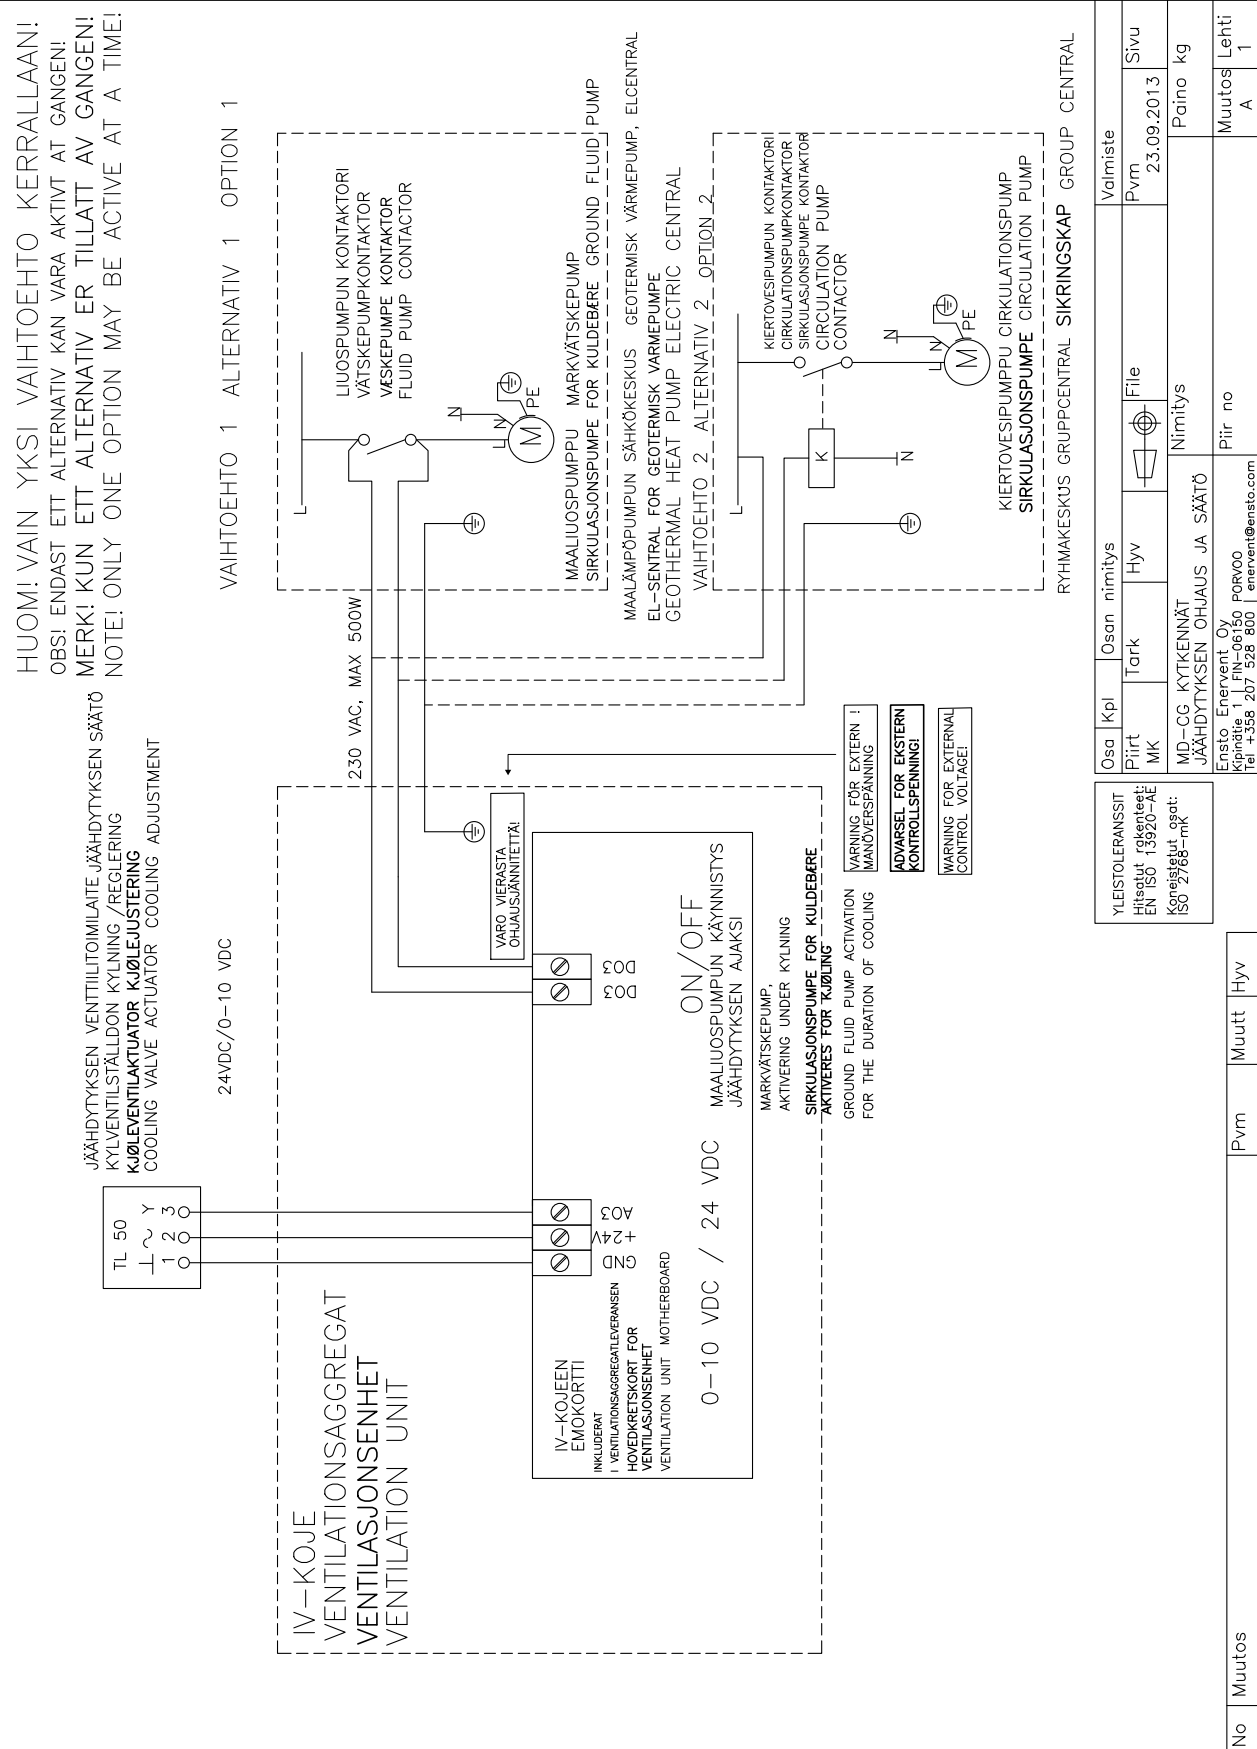 HUOM! VAIN YKSI VAIHTOEHTO KERRALLAAN!
OBS! ENDAST ETT ALTERNATIV KAN VARA AKTIVT AT GANGEN!
MERK! KUN ETT ALTERNATIV ER TILLATT AV GANGEN!
NOTE! ONLY ONE OPTION MAY BE ACTIVE AT A TIME!
JÄÄHDYTYKSEN VENTTIILITOIMILAITE JÄÄHDYTYKSEN SÄÄTÖ
KYLVENTILSTÄLLDON KYLNING /REGLERING
KJØLEVENTILAKTUATOR KJØLEJUSTERING
COOLING VALVE ACTUATOR COOLING ADJUSTMENT
TL 50
⊥ ~ Y
1 2 3
24VDC/0-10 VDC
VAIHTOEHTO 1 ALTERNATIV 1 OPTION 1
L
LIUOSPUMPUN KONTAKTORI
VÄTSKEPUMPKONTAKTOR
VÆSKEPUMPE KONTAKTOR
FLUID PUMP CONTACTOR
N
L N
M
PE
MAALIUOSPUMPPU MARKVÄTSKEPUMP
SIRKULASJONSPUMPE FOR KULDEBÆRE GROUND FLUID PUMP
MAALÄMPÖPUMPUN SÄHKÖKESKUS GEOTERMISK VÄRMEPUMP, ELCENTRAL
EL-SENTRAL FOR GEOTERMISK VARMEPUMPE
GEOTHERMAL HEAT PUMP ELECTRIC CENTRAL
230 VAC, MAX 500W
VAIHTOEHTO 2 ALTERNATIV 2 OPTION 2
L
KIERTOVESIPUMPUN KONTAKTORI
CIRKULATIONSPUMPKONTAKTOR
SIRKULASJONSPUMPE KONTAKTOR
CIRCULATION PUMP
CONTACTOR
K
N
N
L N
M
PE
KIERTOVESIPUMPPU CIRKULATIONSPUMP
SIRKULASJONSPUMPE CIRCULATION PUMP
RYHMAKESKUS GRUPPCENTRAL SIKRINGSKAP GROUP CENTRAL
IV-KOJE
VENTILATIONSAGGREGAT
VENTILASJONSENHET
VENTILATION UNIT
VARO VIERASTA
OHJAUSJÄNNITETTÄ!
GND
+24V
AO3
DO3
DO3
IV-KOJEEN
EMOKORTTI
INKLUDERAT
I VENTILATIONSAGGREGATLEVERANSEN
HOVEDKRETSKORT FOR
VENTILASJONSENHET
VENTILATION UNIT MOTHERBOARD
0-10 VDC / 24 VDC
ON/OFF
MAALIUOSPUMPUN KÄYNNISTYS
JÄÄHDYTYKSEN AJAKSI
MARKVÄTSKEPUMP,
AKTIVERING UNDER KYLNING
SIRKULASJONSPUMPE FOR KULDEBÆRE
AKTIVERES FOR KJØLING
GROUND FLUID PUMP ACTIVATION
FOR THE DURATION OF COOLING
VARNING FÖR EXTERN !
MANÖVERSPÄNNING
ADVARSEL FOR EKSTERN
KONTROLLSPENNING!
WARNING FOR EXTERNAL
CONTROL VOLTAGE!
YLEISTOLERANSSIT
Hitsatut rakenteet:
EN ISO 13920-AE
Koneistetut osat:
ISO 2768-mK
Osa Kpl Osan nimitys Valmiste
Piirt Tark Hyv File Pvm Sivu
MK 23.09.2013
MD-CG KYTKENNÄT Nimitys Paino kg
JÄÄHDYTYKSEN OHJAUS JA SÄÄTÖ
Ensto Enervent Oy Piir no Muutos Lehti
Kipinätie 1 | FIN-06150 PORVOO A 1
Tel +358 207 528 800 | enervent@ensto.com
No Muutos Pvm Muutt Hyv